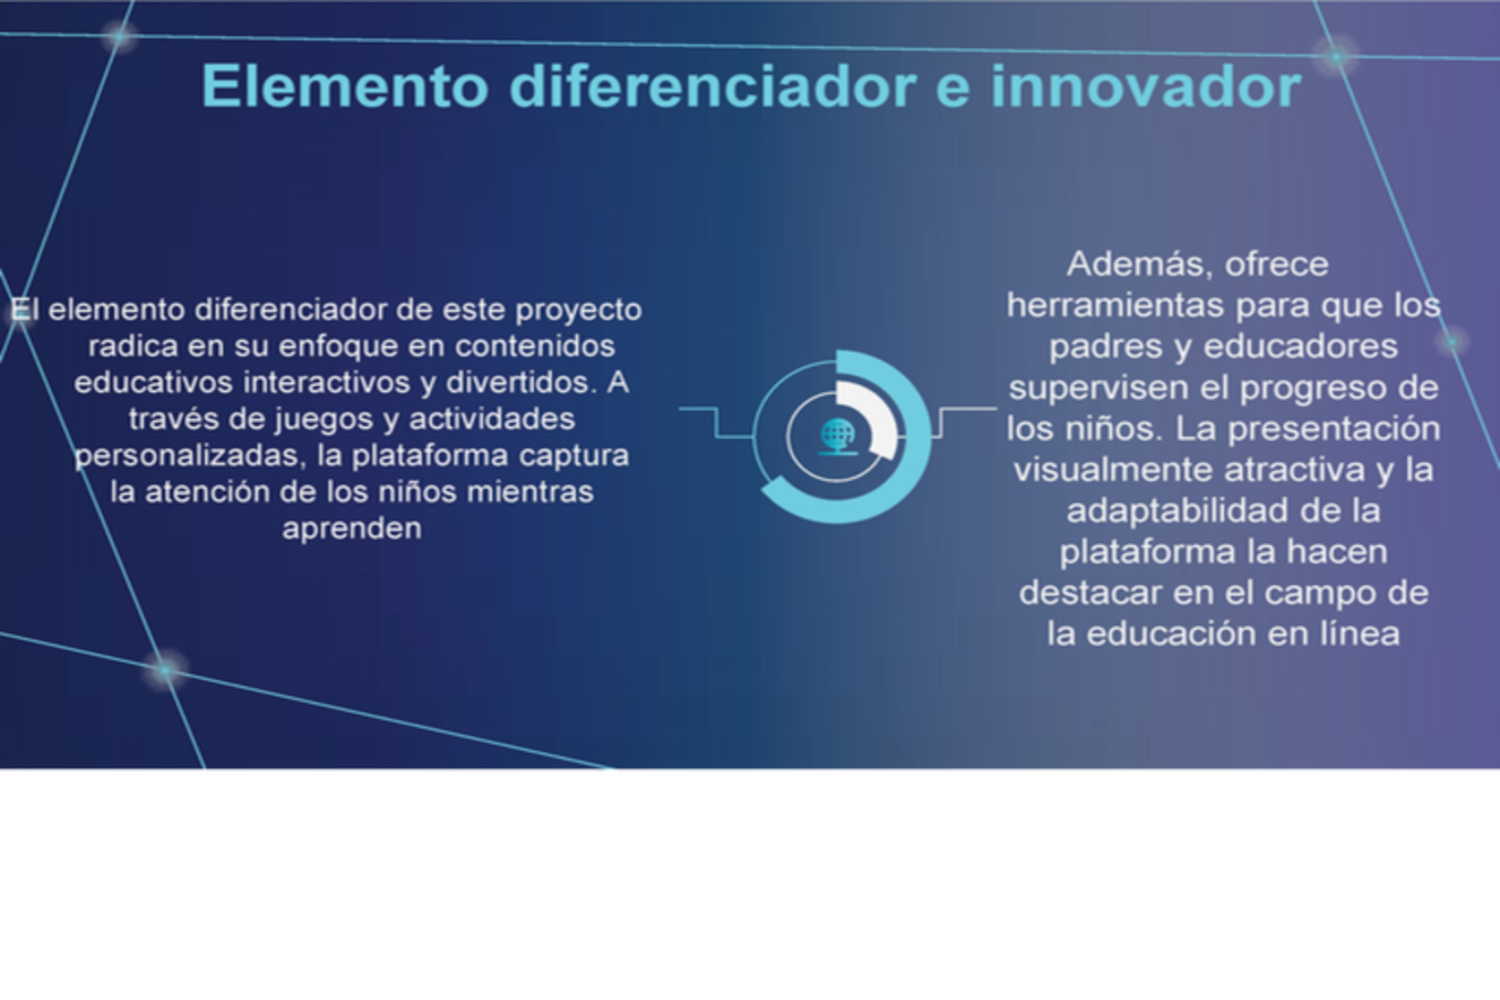 Elemento diferenciador e innovador
El elemento diferenciador de este proyecto
radica en su enfoque en contenidos
educativos interactivos y divertidos. A
través de juegos y actividades
personalizadas, la plataforma captura
la atención de los niños mientras
aprenden
Además, ofrece
herramientas para que los
padres y educadores
supervisen el progreso de
los niños. La presentación
visualmente atractiva y la
adaptabilidad de la
plataforma la hacen
destacar en el campo de
la educación en línea